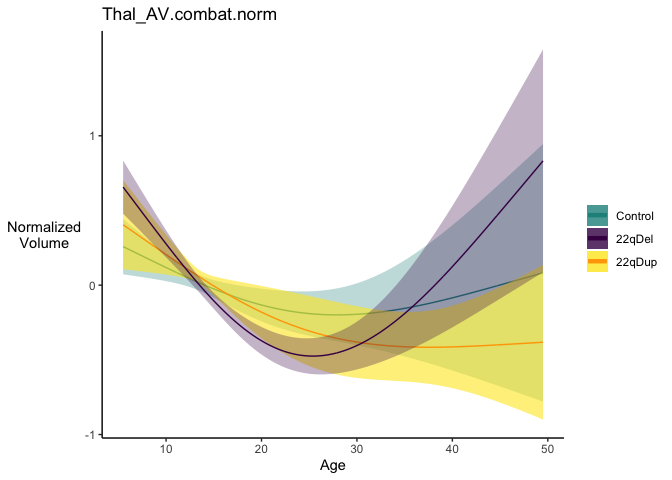 Thal_AV.combat.norm
Normalized
Volume
1
0
-1
10 20 30 40 50
Age
Control
22qDel
22qDup